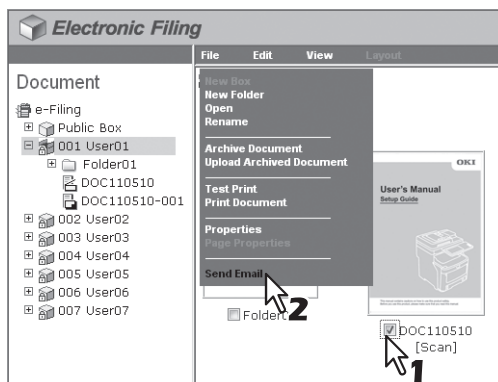 Electronic Filing
File Edit View Layout
Document
e-Filing
Public Box
001 User01
Folder01
DOC110510
DOC110510-001
002 User02
003 User03
004 User04
005 User05
006 User06
007 User07
New Box
New Folder
Open
Rename
Archive Document
Upload Archived Document
Test Print
Print Document
Properties
Page Properties
Send Email
2
OKI
User's Manual
Setup Guide
DOC110510
[Scan]
1